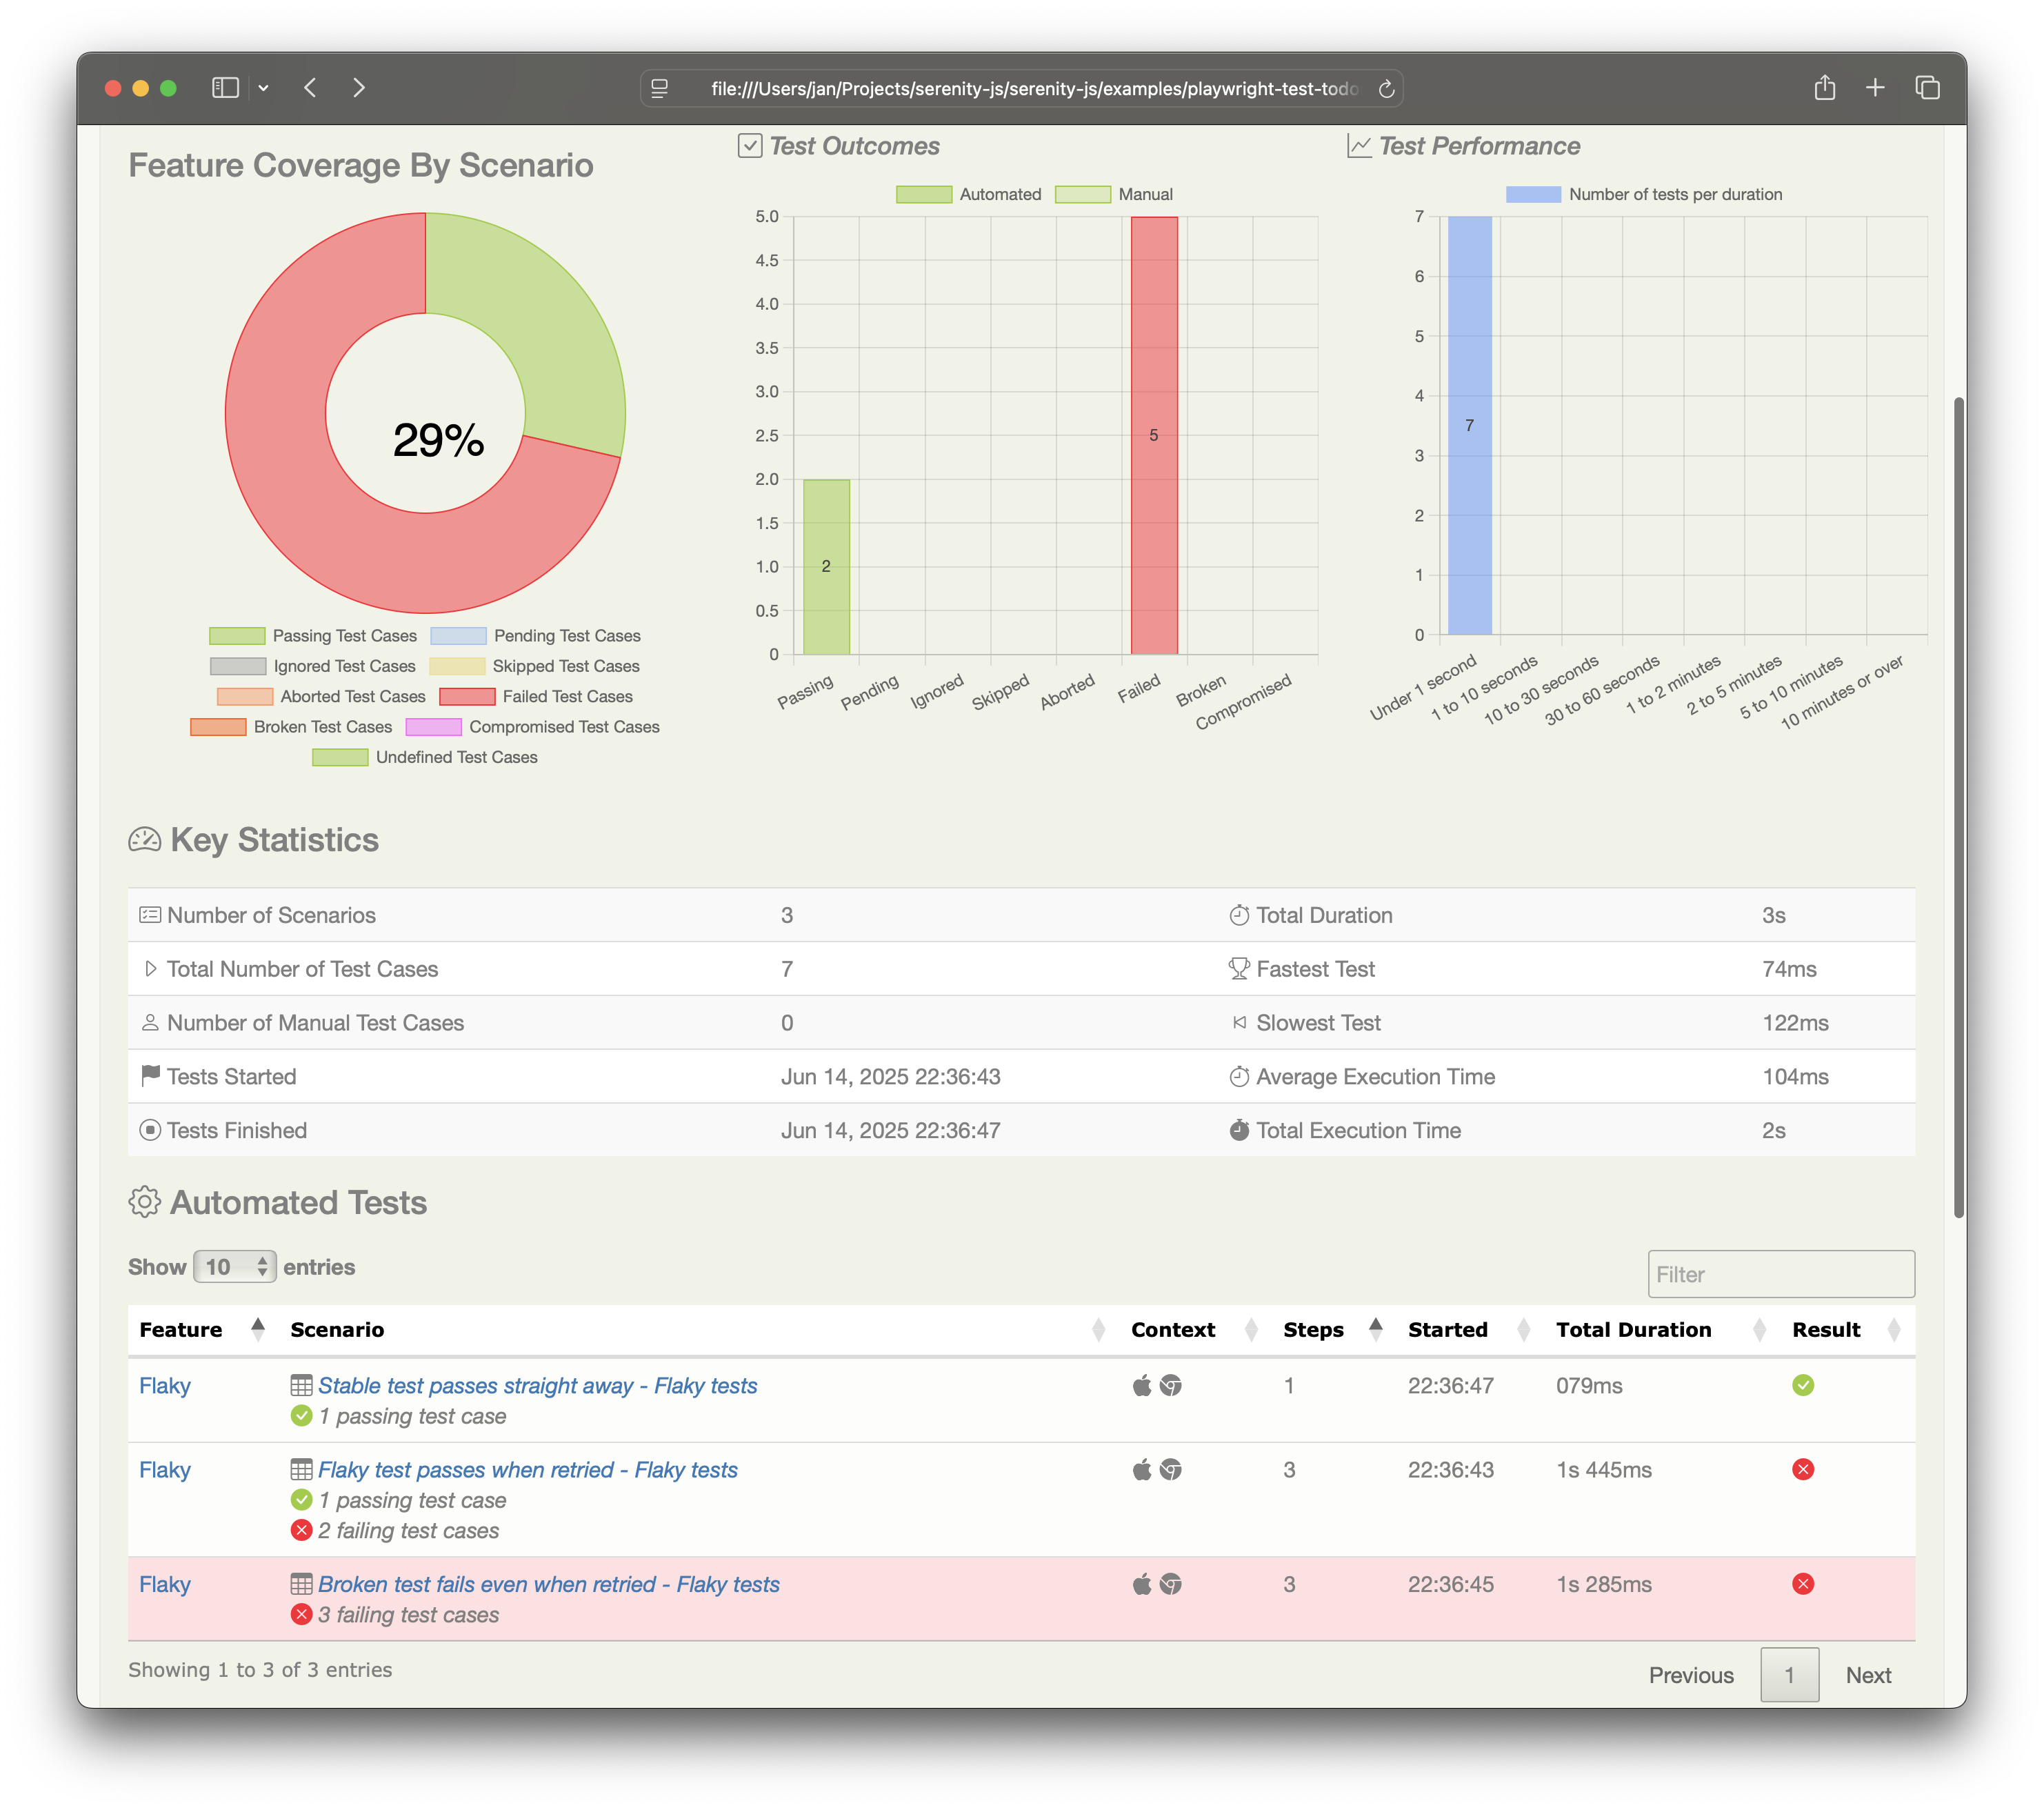 file:///Users/jan/Projects/serenity-js/serenity-js/examples/playwright-test-todo
Feature Coverage By Scenario
29%
Passing Test Cases Pending Test Cases
Ignored Test Cases Skipped Test Cases
Aborted Test Cases Failed Test Cases
Broken Test Cases Compromised Test Cases
Undefined Test Cases
Test Outcomes
Automated Manual
5.0
4.5
4.0
3.5
3.0
2.5
2.0
1.5
1.0
0.5
0
2
5
Passing Pending Ignored Skipped Aborted Failed Broken Compromised
Test Performance
Number of tests per duration
7
6
5
4
3
2
1
0
7
Under 1 second 1 to 10 seconds 10 to 30 seconds 30 to 60 seconds 1 to 2 minutes 2 to 5 minutes 5 to 10 minutes 10 minutes or over
Key Statistics
Number of Scenarios 3 Total Duration 3s
Total Number of Test Cases 7 Fastest Test 74ms
Number of Manual Test Cases 0 Slowest Test 122ms
Tests Started Jun 14, 2025 22:36:43 Average Execution Time 104ms
Tests Finished Jun 14, 2025 22:36:47 Total Execution Time 2s
Automated Tests
Show 10 entries Filter
Feature Scenario Context Steps Started Total Duration Result
Flaky Stable test passes straight away - Flaky tests 1 22:36:47 079ms
1 passing test case
Flaky Flaky test passes when retried - Flaky tests 3 22:36:43 1s 445ms
1 passing test case
2 failing test cases
Flaky Broken test fails even when retried - Flaky tests 3 22:36:45 1s 285ms
3 failing test cases
Showing 1 to 3 of 3 entries Previous 1 Next